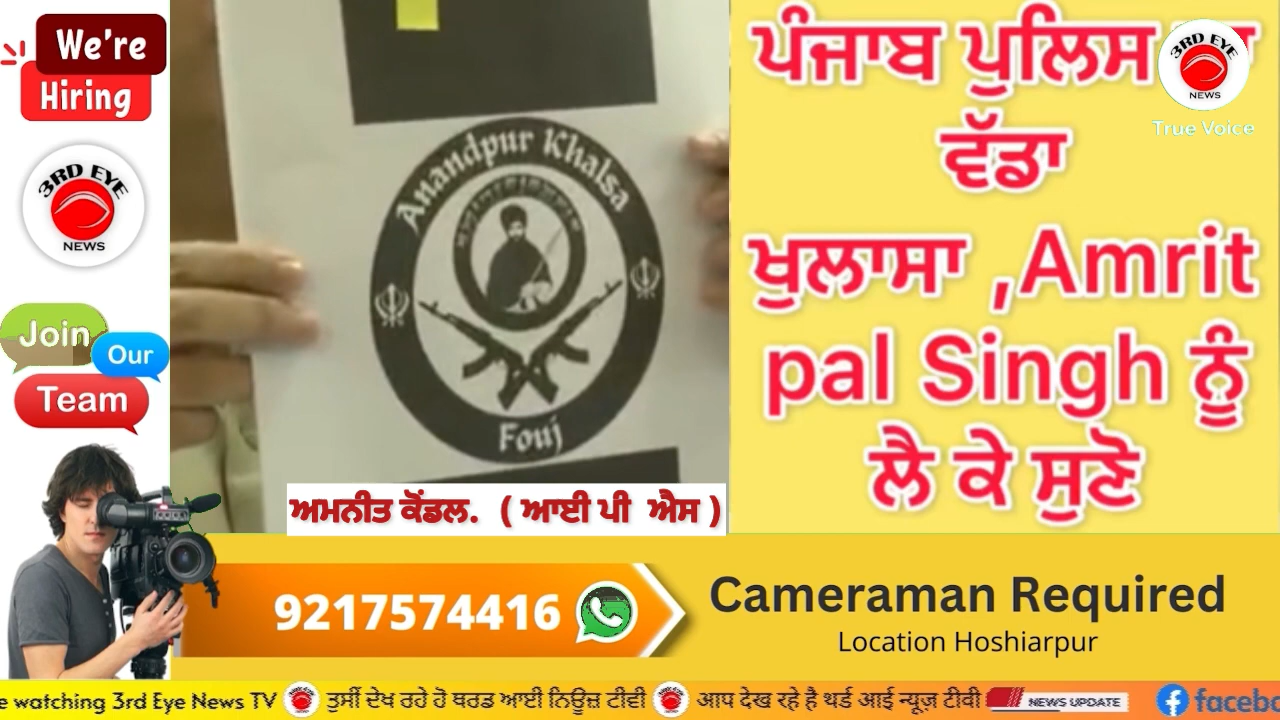 We're
Hiring
3RD EYE
NEWS
Join
Our
Team
Anandpur Khalsa
Fouj
ਅਮਨੀਤ ਕੋਂਡਲ. ( ਆਈ ਪੀ ਐਸ )
ਪੰਜਾਬ ਪੁਲਿਸ
ਵੱਡਾ
ਖੁਲਾਸਾ ,Amrit
pal Singh ਨੂੰ
ਲੈ ਕੇ ਸੁਣੋ
3RD EYE
NEWS
True Voice
9217574416
Cameraman Required
Location Hoshiarpur
e watching 3rd Eye News TV ਤੁਸੀਂ ਦੇਖ ਰਹੇ ਹੋ ਥਰਡ ਆਈ ਨਿਊਜ਼ ਟੀਵੀ आप देख रहे है थर्ड आई न्यूज़ टीवी NEWS UPDATE facebo